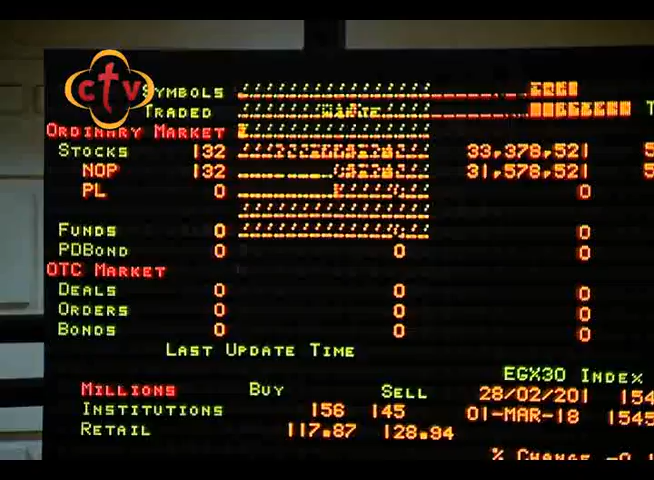 ctv
SYMBOLS
TRADED
ORDINARY MARKET
STOCKS 132 33,378,521
NOP 132 31,578,521
PL 0 0
FUNDS 0 0
PDBOND 0 0 0
OTC MARKET
DEALS 0 0 0
ORDERS 0 0 0
BONDS 0 0 0
LAST UPDATE TIME
EGX30 INDEX
MILLIONS BUY SELL 28/02/201 154
INSTITUTIONS 156 145 01-MAR-18 1545
RETAIL 117.87 128.94
% CHANGE -0.